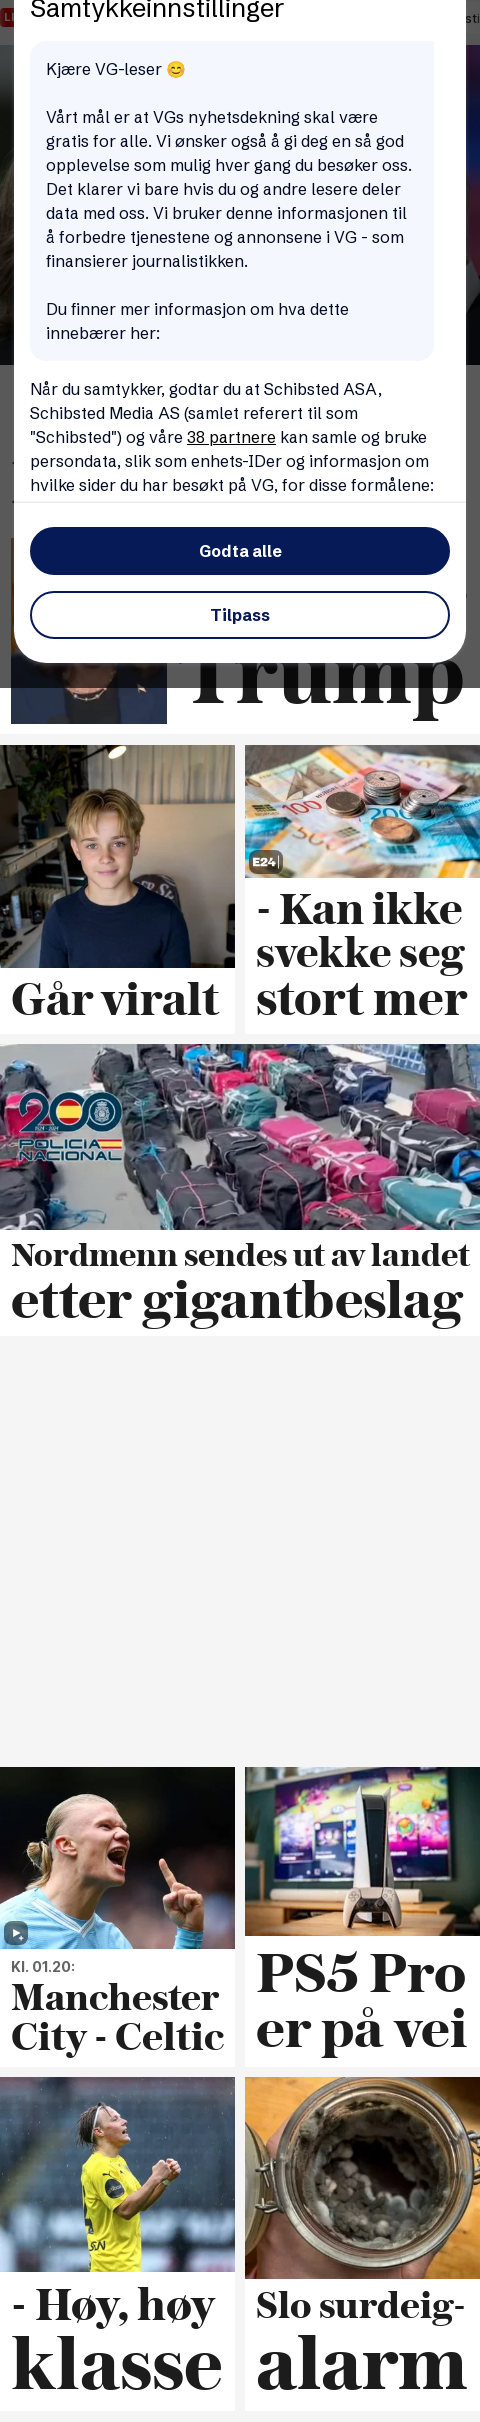 Samtykkeinnstillinger
Kjære VG-leser 😊
Vårt mål er at VGs nyhetsdekning skal være
gratis for alle. Vi ønsker også å gi deg en så god
opplevelse som mulig hver gang du besøker oss.
Det klarer vi bare hvis du og andre lesere deler
data med oss. Vi bruker denne informasjonen til
å forbedre tjenestene og annonsene i VG - som
finansierer journalistikken.
Du finner mer informasjon om hva dette
innebærer her:
Når du samtykker, godtar du at Schibsted ASA,
Schibsted Media AS (samlet referert til som
"Schibsted") og våre 38 partnere kan samle og bruke
persondata, slik som enhets-IDer og informasjon om
hvilke sider du har besøkt på VG, for disse formålene:
Godta alle
Tilpass
Trump
Går viralt
E24
- Kan ikke
svekke seg
stort mer
200
1824 - 2024
POLICIA
NACIONAL
Nordmenn sendes ut av landet
etter gigantbeslag
Kl. 01.20:
Manchester
City - Celtic
PS5 Pro
er på vei
- Høy, høy
klasse
Slo surdeig-
alarm